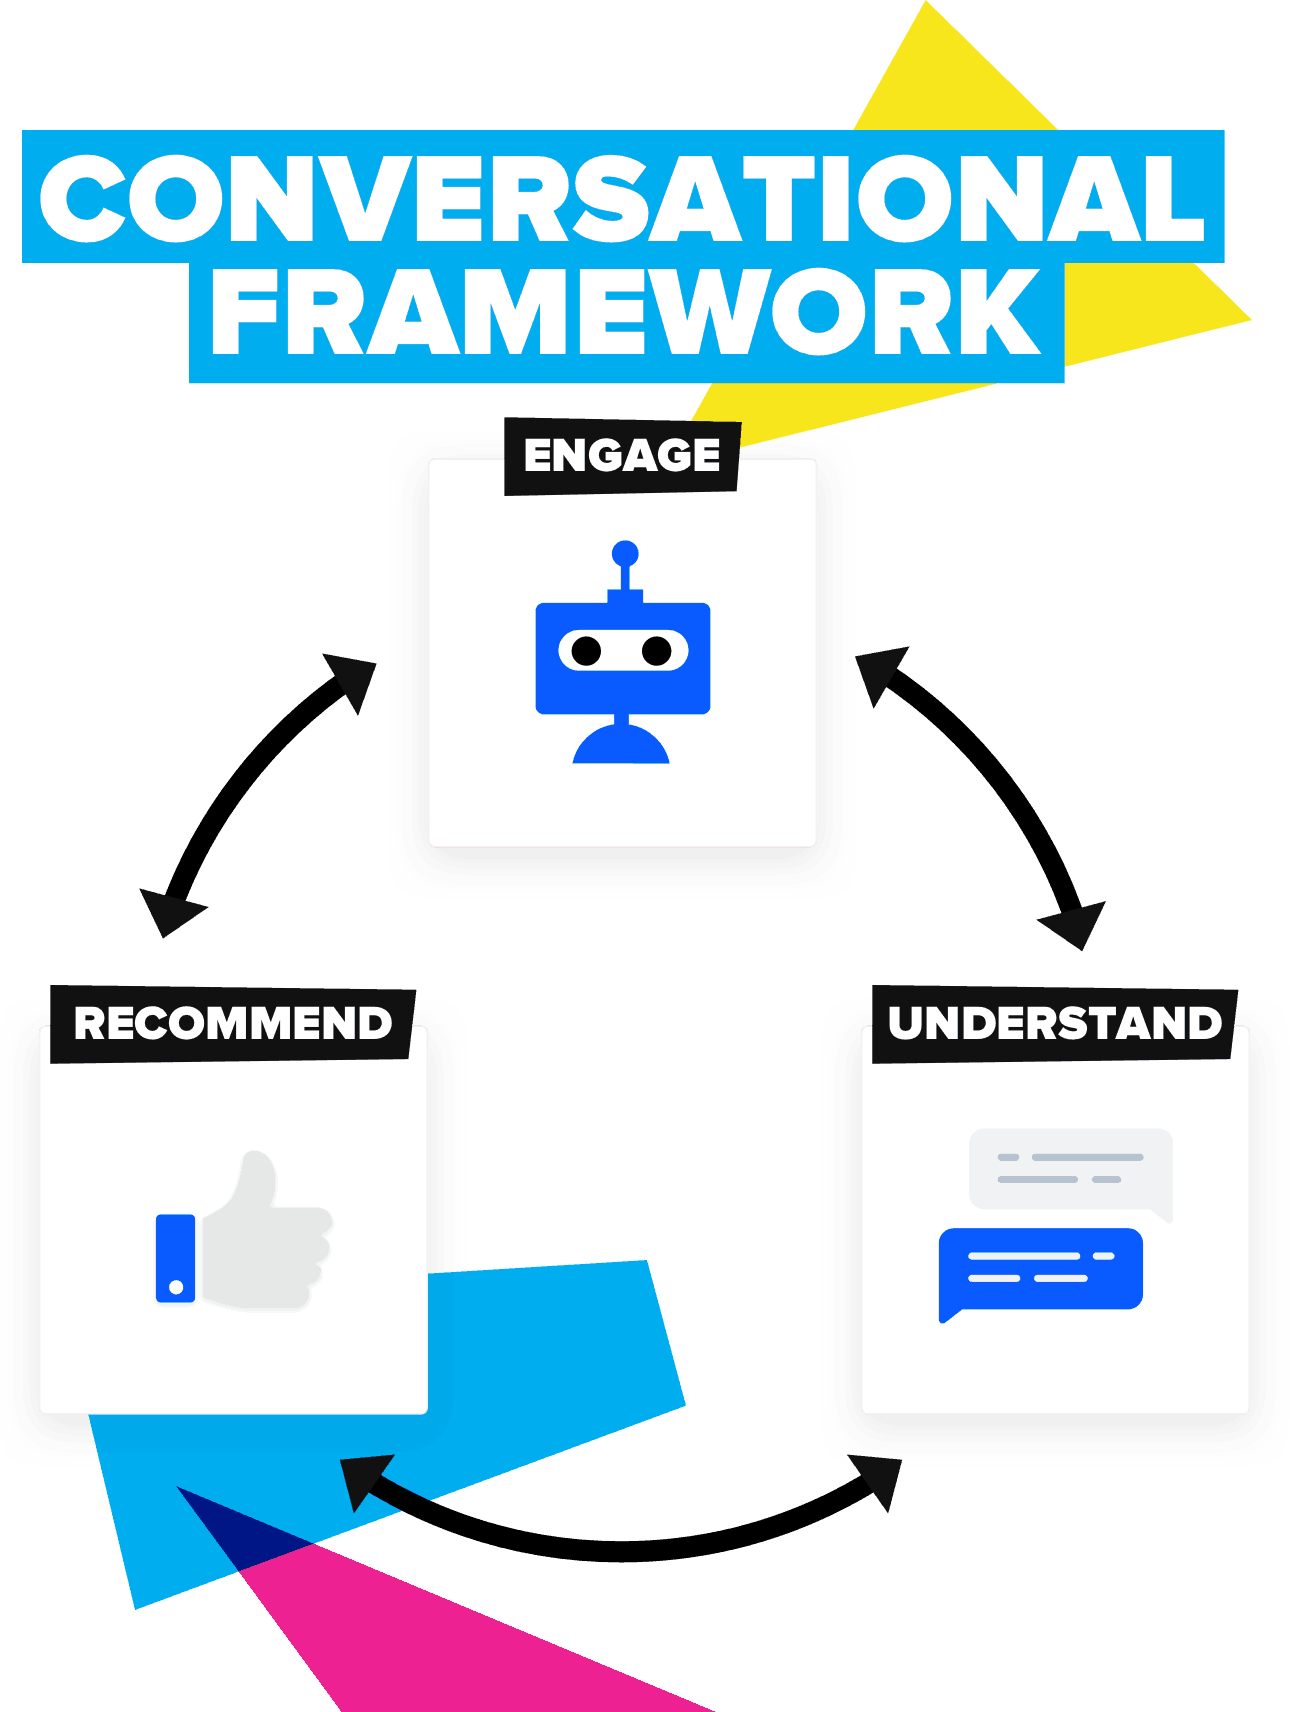 CONVERSATIONAL
FRAMEWORK
ENGAGE
RECOMMEND
UNDERSTAND